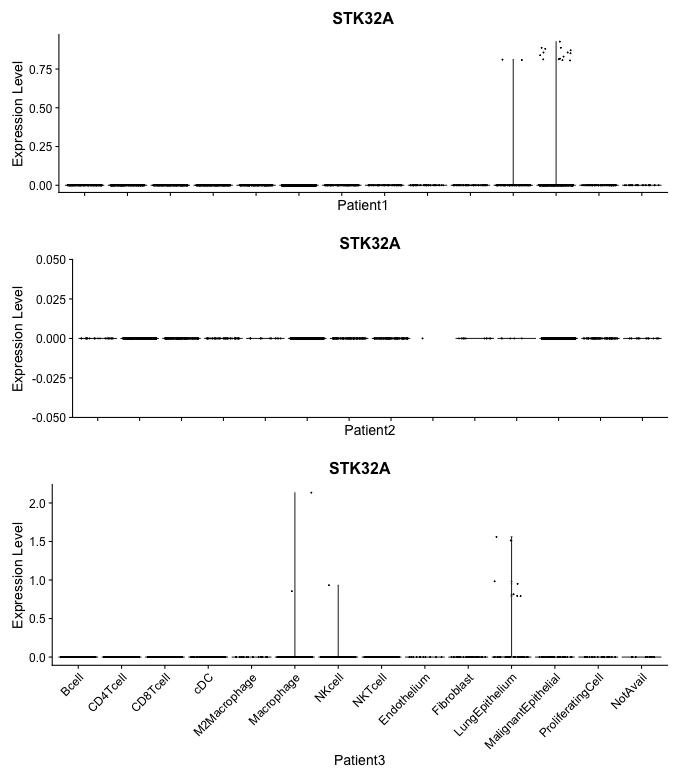 STK32A
Expression Level
0.75
0.50
0.25
0.00
Patient1
STK32A
Expression Level
0.050
0.025
0.000
-0.025
-0.050
Patient2
STK32A
Expression Level
2.0
1.5
1.0
0.5
0.0
Bcell
CD4Tcell
CD8Tcell
cDC
M2Macrophage
Macrophage
NKcell
NKTcell
Endothelium
Fibroblast
LungEpithelium
MalignantEpithelial
ProliferatingCell
NotAvail
Patient3